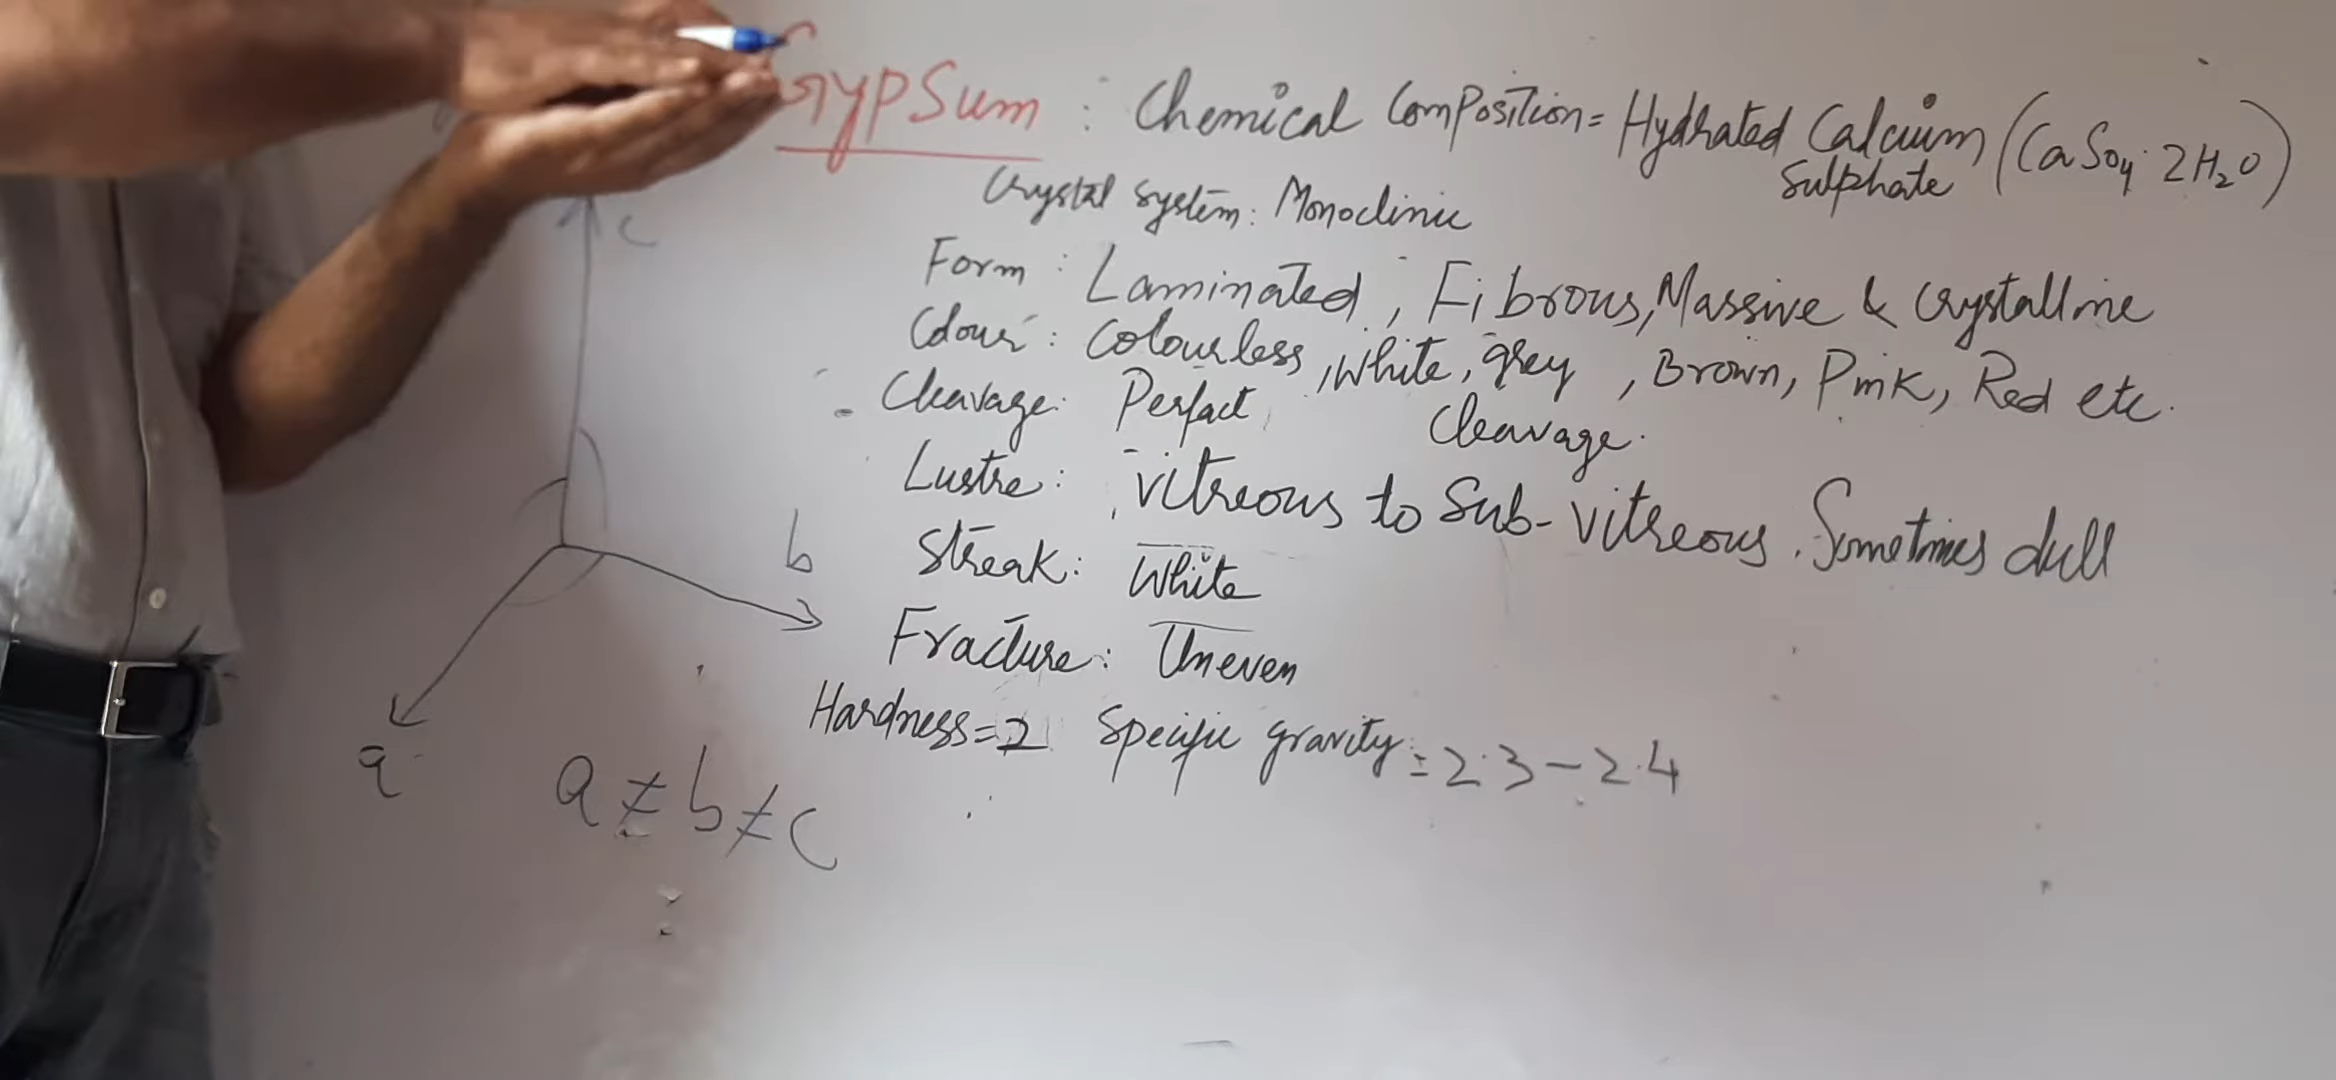 GypSum : Chemical Composition = Hydrated Calcium Sulphate (CaSO4·2H2O)
Crystal system: Monoclinic
Form : Laminated, Fibrous, Massive & Crystalline
Colour : Colourless, White, grey, Brown, Pink, Red etc.
Cleavage: Perfact Cleavage.
Lustre : vitreous to Sub-vitreous. Sometimes dull
Streak: White
Fracture: Uneven
Hardness = 2 Specific gravity = 2.3 – 2.4
c
b
a
a ≠ b ≠ c